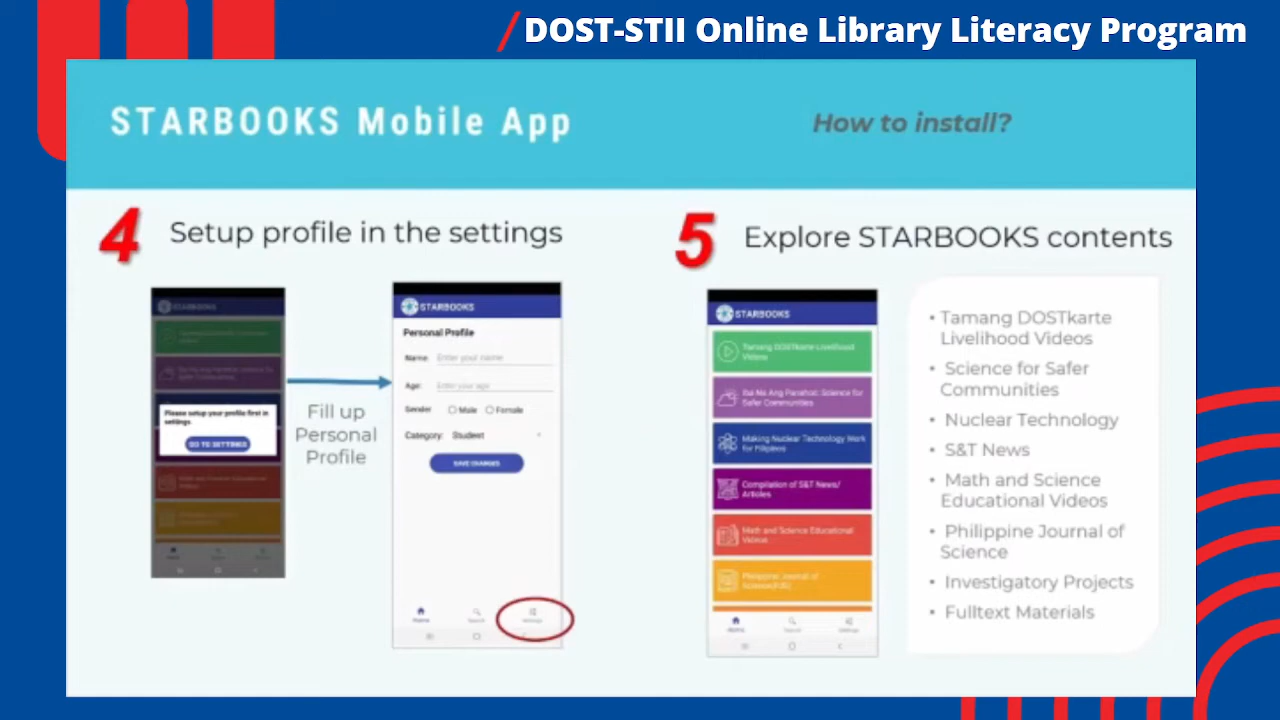 DOST-STII Online Library Literacy Program
STARBOOKS Mobile App
How to install?
4 Setup profile in the settings
STARBOOKS
Please setup your profile first in
settings.
GO TO SETTINGS
Fill up
Personal
Profile
STARBOOKS
Personal Profile
Name: Enter your name
Age: Enter your age
Gender Male Female
Category: Student
SAVE CHANGES
Home Search Settings
5 Explore STARBOOKS contents
STARBOOKS
Tamang DOSTkarte Livelihood
Videos
Ibai Na Ang Panahon: Science for
Safer Communities
Making Nuclear Technology Work
for Filipinos
Compilation of S&T News/
Articles
Math and Science Educational
Videos
Philippine Journal of
Science(PJS)
Home Search Settings
• Tamang DOSTkarte
Livelihood Videos
• Science for Safer
Communities
• Nuclear Technology
• S&T News
• Math and Science
Educational Videos
• Philippine Journal of
Science
• Investigatory Projects
• Fulltext Materials